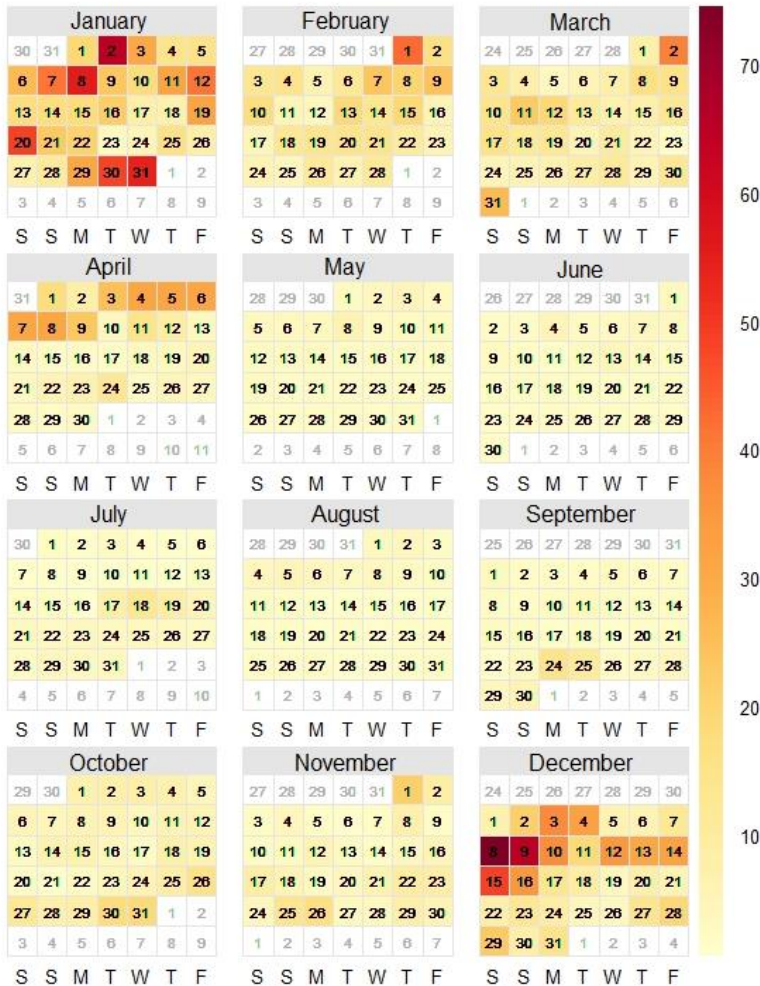 January February March
30 31 1 2 3 4 5 27 28 29 30 31 1 2 24 25 26 27 28 1 2
6 7 8 9 10 11 12 3 4 5 6 7 8 9 3 4 5 6 7 8 9
13 14 15 16 17 18 19 10 11 12 13 14 15 16 10 11 12 13 14 15 16
20 21 22 23 24 25 26 17 18 19 20 21 22 23 17 18 19 20 21 22 23
27 28 29 30 31 1 2 24 25 26 27 28 1 2 24 25 26 27 28 29 30
3 4 5 6 7 8 9 3 4 5 6 7 8 9 31 1 2 3 4 5 6
S S M T W T F S S M T W T F S S M T W T F
April May June
31 1 2 3 4 5 6 28 29 30 1 2 3 4 26 27 28 29 30 31 1
7 8 9 10 11 12 13 5 6 7 8 9 10 11 2 3 4 5 6 7 8
14 15 16 17 18 19 20 12 13 14 15 16 17 18 9 10 11 12 13 14 15
21 22 23 24 25 26 27 19 20 21 22 23 24 25 16 17 18 19 20 21 22
28 29 30 1 2 3 4 26 27 28 29 30 31 1 23 24 25 26 27 28 29
5 6 7 8 9 10 11 2 3 4 5 6 7 8 30 1 2 3 4 5 6
S S M T W T F S S M T W T F S S M T W T F
July August September
30 1 2 3 4 5 6 28 29 30 31 1 2 3 25 26 27 28 29 30 31
7 8 9 10 11 12 13 4 5 6 7 8 9 10 1 2 3 4 5 6 7
14 15 16 17 18 19 20 11 12 13 14 15 16 17 8 9 10 11 12 13 14
21 22 23 24 25 26 27 18 19 20 21 22 23 24 15 16 17 18 19 20 21
28 29 30 31 1 2 3 25 26 27 28 29 30 31 22 23 24 25 26 27 28
4 5 6 7 8 9 10 1 2 3 4 5 6 7 29 30 1 2 3 4 5
S S M T W T F S S M T W T F S S M T W T F
October November December
29 30 1 2 3 4 5 27 28 29 30 31 1 2 24 25 26 27 28 29 30
6 7 8 9 10 11 12 3 4 5 6 7 8 9 1 2 3 4 5 6 7
13 14 15 16 17 18 19 10 11 12 13 14 15 16 8 9 10 11 12 13 14
20 21 22 23 24 25 26 17 18 19 20 21 22 23 15 16 17 18 19 20 21
27 28 29 30 31 1 2 24 25 26 27 28 29 30 22 23 24 25 26 27 28
3 4 5 6 7 8 9 1 2 3 4 5 6 7 29 30 31 1 2 3 4
S S M T W T F S S M T W T F S S M T W T F
70
60
50
40
30
20
10